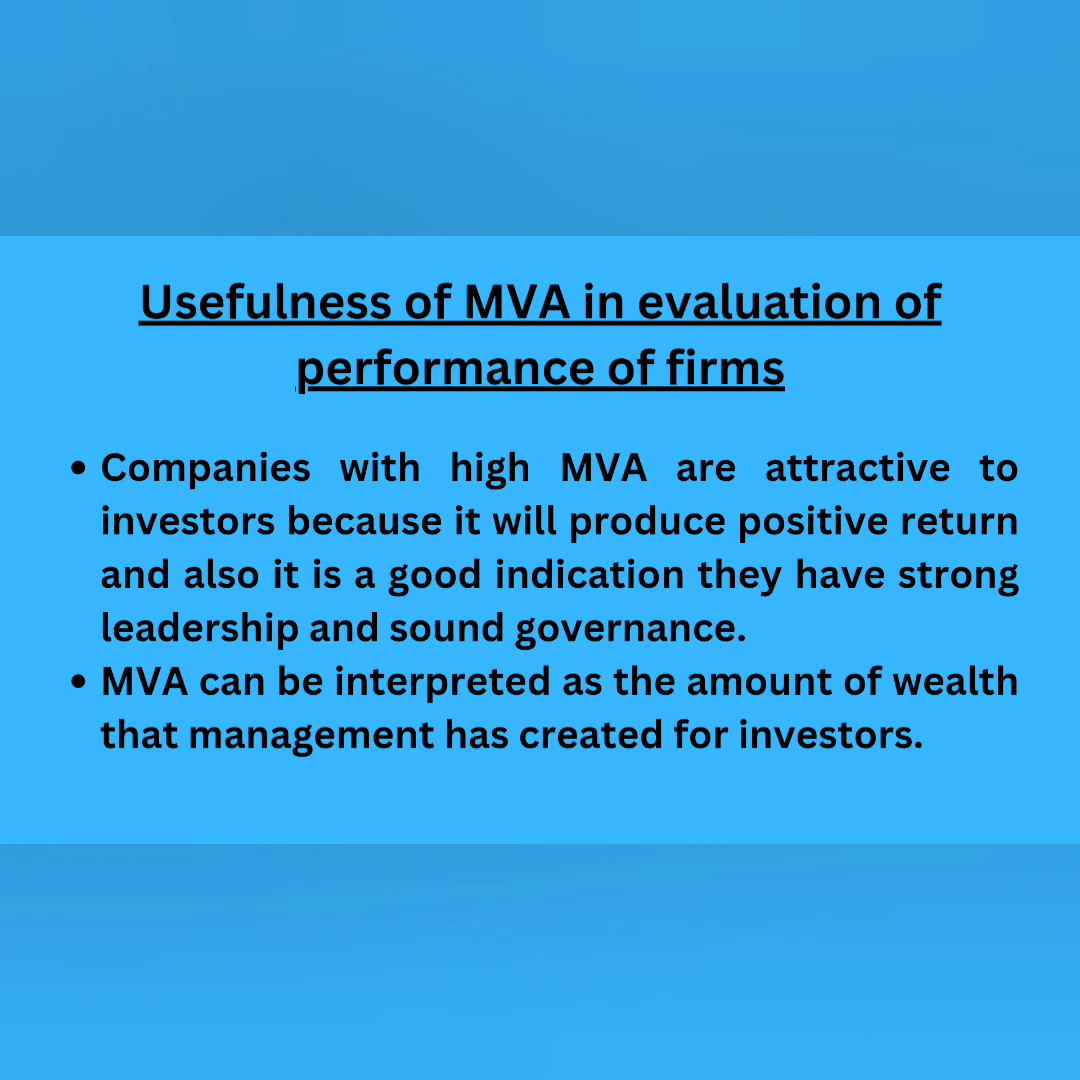 Usefulness of MVA in evaluation of
performance of firms
• Companies with high MVA are attractive to
investors because it will produce positive return
and also it is a good indication they have strong
leadership and sound governance.
• MVA can be interpreted as the amount of wealth
that management has created for investors.